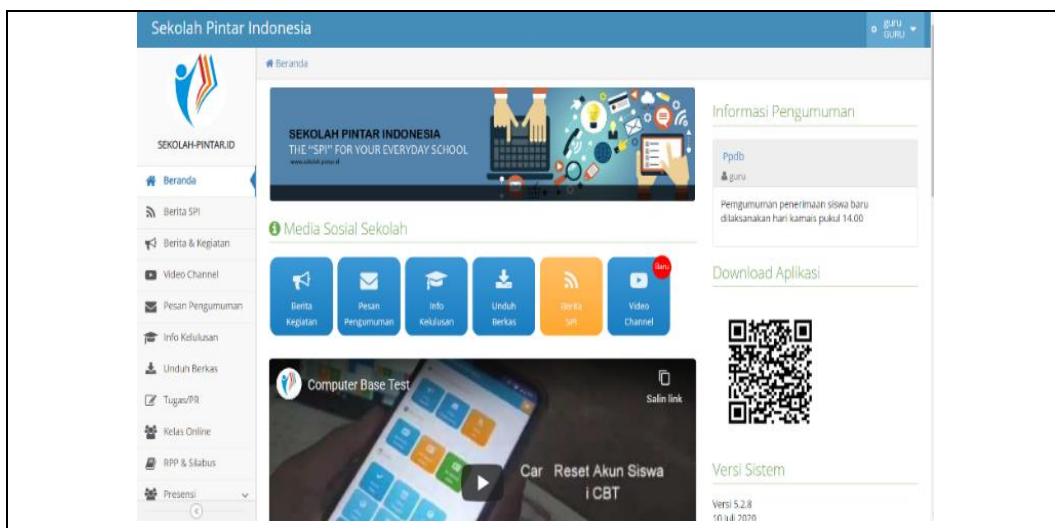 Sekolah Pintar Indonesia
guru
GURU
SEKOLAH-PINTAR.ID
Beranda
Berita SPI
Berita & Kegiatan
Video Channel
Pesan Pengumuman
Info Kelulusan
Unduh Berkas
Tugas/PR
Kelas Online
RPP & Silabus
Presensi
Beranda
SEKOLAH PINTAR INDONESIA
THE "SPI" FOR YOUR EVERYDAY SCHOOL
Media Sosial Sekolah
Berita
Kegiatan
Pesan
Pengumuman
Info
Kelulusan
Unduh
Berkas
Berita
SPI
Baru
Video
Channel
Computer Base Test
Salin link
Car Reset Akun Siswa
i CBT
Informasi Pengumuman
Ppdb
guru
Pemgumuman penerimaan siswa baru
dilaksanakan hari kamais pukul 14.00
Download Aplikasi
Versi Sistem
Versi 5.2.8
10 Juli 2020